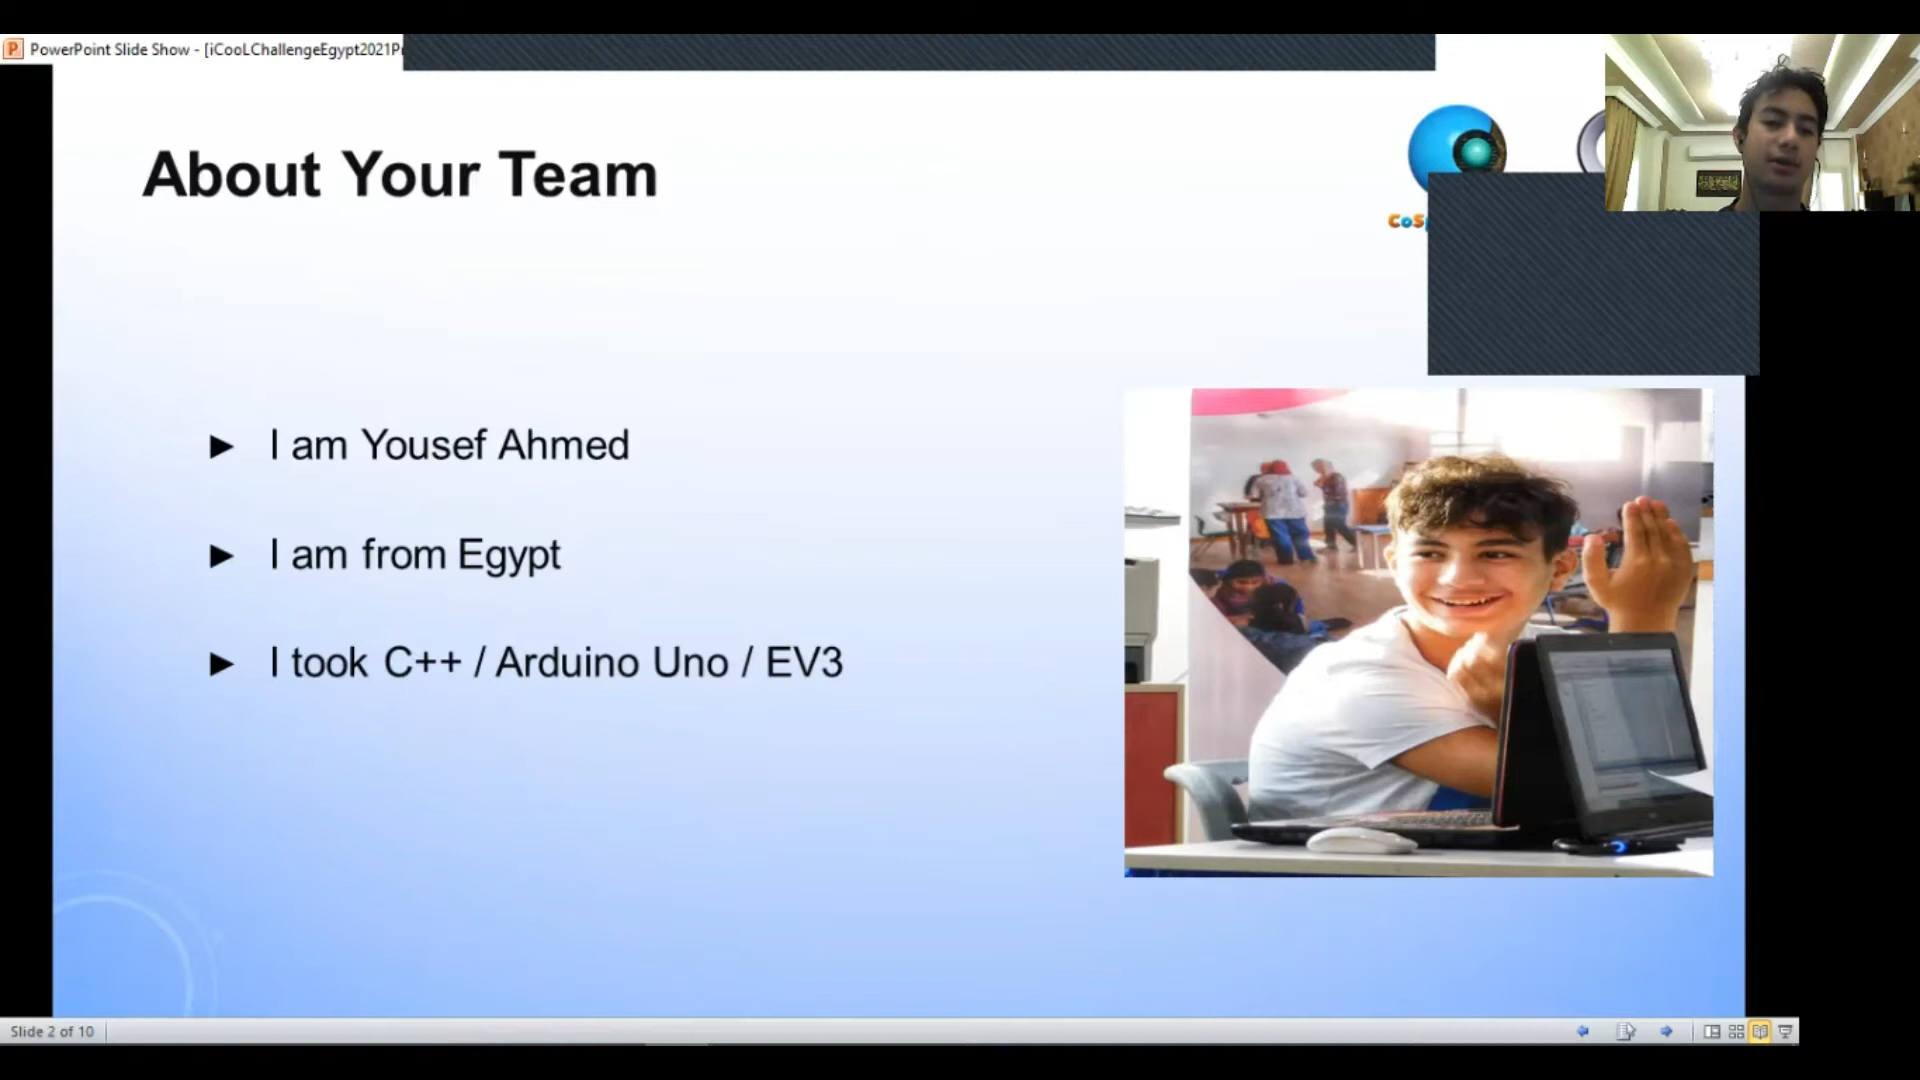 PowerPoint Slide Show - [iCooLChallengeEgypt2021Pr
About Your Team
CoS
► I am Yousef Ahmed
► I am from Egypt
► I took C++ / Arduino Uno / EV3
Slide 2 of 10